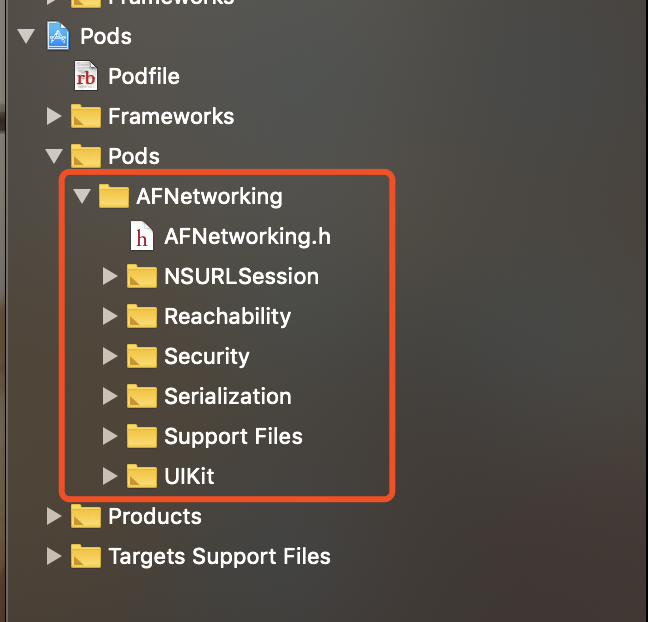 Frameworks
Pods
rb Podfile
Frameworks
Pods
AFNetworking
h AFNetworking.h
NSURLSession
Reachability
Security
Serialization
Support Files
UIKit
Products
Targets Support Files